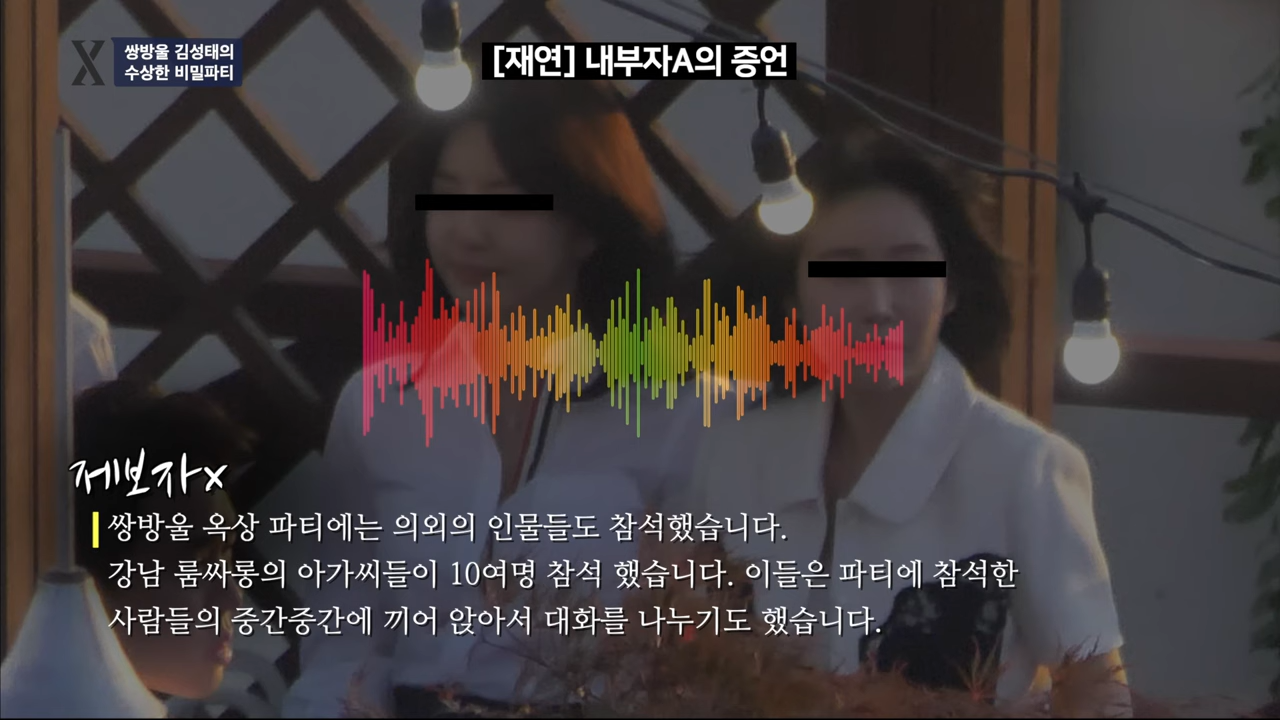 X
쌍방울 김성태의
수상한 비밀파티
[재연] 내부자A의 증언
제보자x
쌍방울 옥상 파티에는 의외의 인물들도 참석했습니다.
강남 룸싸롱의 아가씨들이 10여명 참석 했습니다. 이들은 파티에 참석한
사람들의 중간중간에 끼어 앉아서 대화를 나누기도 했습니다.